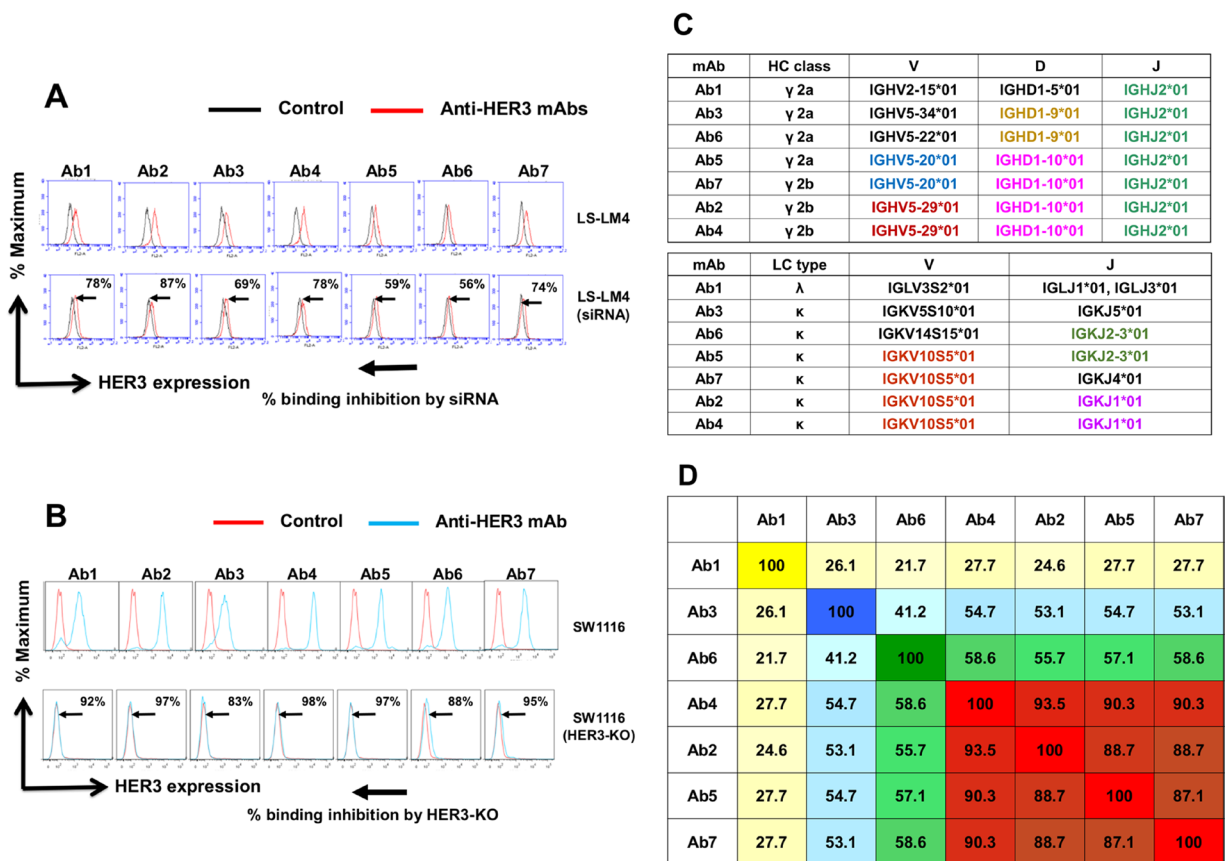 A
Control
Anti-HER3 mAbs
Ab1 Ab2 Ab3 Ab4 Ab5 Ab6 Ab7
LS-LM4
78% 87% 69% 78% 59% 56% 74%
LS-LM4
(siRNA)
% Maximum
HER3 expression
% binding inhibition by siRNA
B
Control
Anti-HER3 mAb
Ab1 Ab2 Ab3 Ab4 Ab5 Ab6 Ab7
SW1116
92% 97% 83% 98% 97% 88% 95%
SW1116
(HER3-KO)
% Maximum
HER3 expression
% binding inhibition by HER3-KO
C
mAb HC class V D J
Ab1 γ 2a IGHV2-15*01 IGHD1-5*01 IGHJ2*01
Ab3 γ 2a IGHV5-34*01 IGHD1-9*01 IGHJ2*01
Ab6 γ 2a IGHV5-22*01 IGHD1-9*01 IGHJ2*01
Ab5 γ 2a IGHV5-20*01 IGHD1-10*01 IGHJ2*01
Ab7 γ 2b IGHV5-20*01 IGHD1-10*01 IGHJ2*01
Ab2 γ 2b IGHV5-29*01 IGHD1-10*01 IGHJ2*01
Ab4 γ 2b IGHV5-29*01 IGHD1-10*01 IGHJ2*01
mAb LC type V J
Ab1 λ IGLV3S2*01 IGLJ1*01, IGLJ3*01
Ab3 κ IGKV5S10*01 IGKJ5*01
Ab6 κ IGKV14S15*01 IGKJ2-3*01
Ab5 κ IGKV10S5*01 IGKJ2-3*01
Ab7 κ IGKV10S5*01 IGKJ4*01
Ab2 κ IGKV10S5*01 IGKJ1*01
Ab4 κ IGKV10S5*01 IGKJ1*01
D
Ab1 Ab3 Ab6 Ab4 Ab2 Ab5 Ab7
Ab1 100 26.1 21.7 27.7 24.6 27.7 27.7
Ab3 26.1 100 41.2 54.7 53.1 54.7 53.1
Ab6 21.7 41.2 100 58.6 55.7 57.1 58.6
Ab4 27.7 54.7 58.6 100 93.5 90.3 90.3
Ab2 24.6 53.1 55.7 93.5 100 88.7 88.7
Ab5 27.7 54.7 57.1 90.3 88.7 100 87.1
Ab7 27.7 53.1 58.6 90.3 88.7 87.1 100